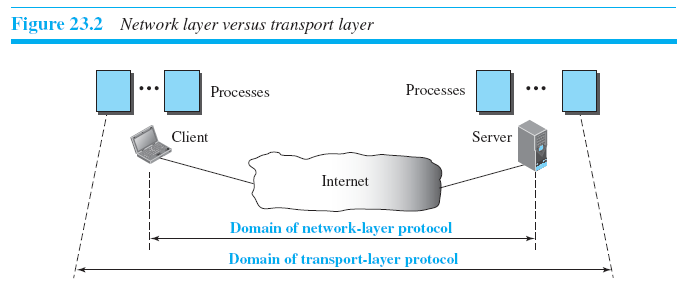 Figure 23.2 Network layer versus transport layer
Processes
Processes
Client
Server
Internet
Domain of network-layer protocol
Domain of transport-layer protocol